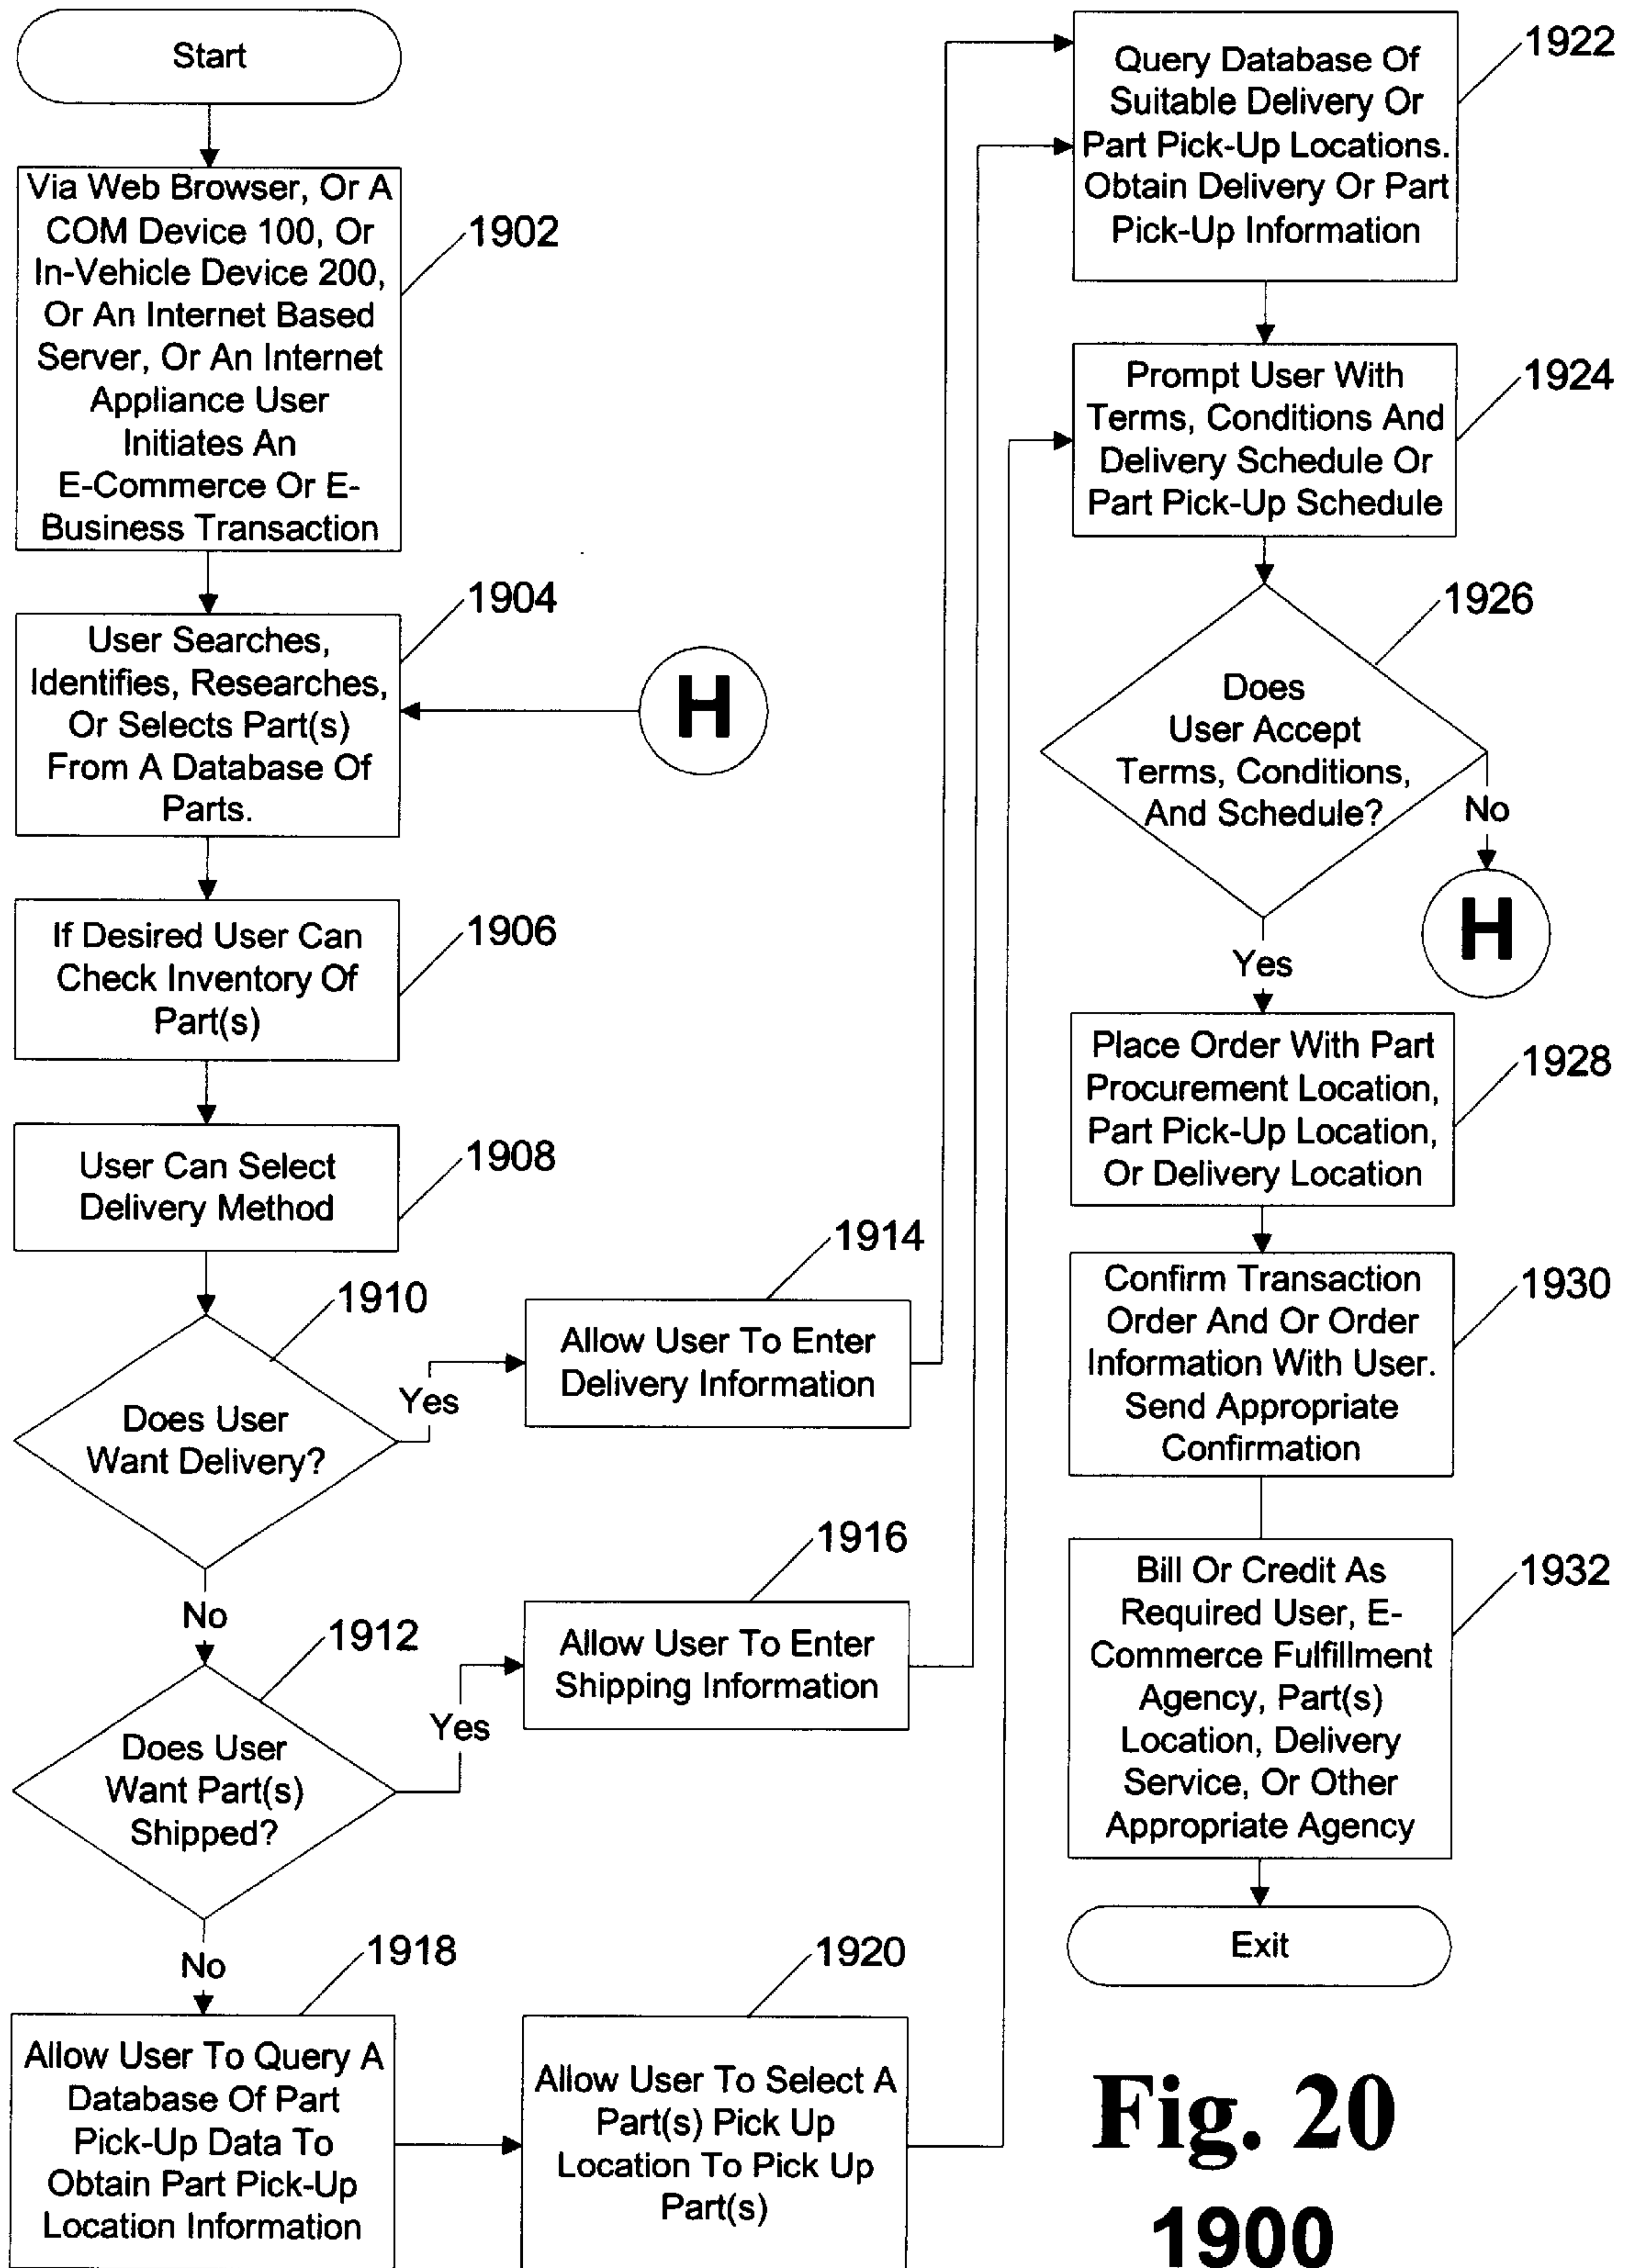 Start
Via Web Browser, Or A
COM Device 100, Or
In-Vehicle Device 200,
Or An Internet Based
Server, Or An Internet
Appliance User
Initiates An
E-Commerce Or E-
Business Transaction
1902
User Searches,
Identifies, Researches,
Or Selects Part(s)
From A Database Of
Parts.
1904
H
If Desired User Can
Check Inventory Of
Part(s)
1906
User Can Select
Delivery Method
1908
Does User
Want Delivery?
1910
Yes
Allow User To Enter
Delivery Information
1914
No
Does User
Want Part(s)
Shipped?
1912
Yes
Allow User To Enter
Shipping Information
1916
No
Allow User To Query A
Database Of Part
Pick-Up Data To
Obtain Part Pick-Up
Location Information
1918
Allow User To Select A
Part(s) Pick Up
Location To Pick Up
Part(s)
1920
Query Database Of
Suitable Delivery Or
Part Pick-Up Locations.
Obtain Delivery Or Part
Pick-Up Information
1922
Prompt User With
Terms, Conditions And
Delivery Schedule Or
Part Pick-Up Schedule
1924
Does
User Accept
Terms, Conditions,
And Schedule?
1926
No
H
Yes
Place Order With Part
Procurement Location,
Part Pick-Up Location,
Or Delivery Location
1928
Confirm Transaction
Order And Or Order
Information With User.
Send Appropriate
Confirmation
1930
Bill Or Credit As
Required User, E-
Commerce Fulfillment
Agency, Part(s)
Location, Delivery
Service, Or Other
Appropriate Agency
1932
Exit
Fig. 20
1900